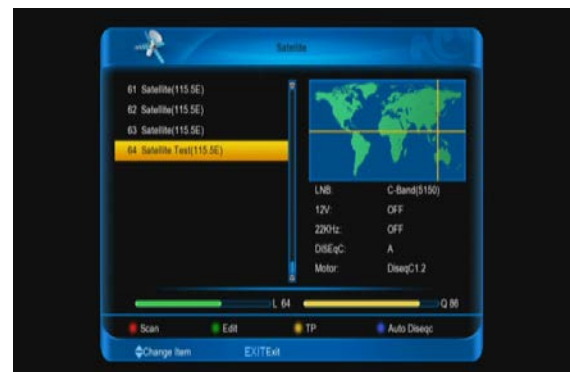 Satellite
61 Satellite(115.5E)
62 Satellite(115.5E)
63 Satellite(115.5E)
64 Satellite Test(115.5E)
LNB: C-Band(5150)
12V: OFF
22KHz: OFF
DISEqC: A
Motor: DiseqC1.2
L 64 Q 86
Scan Edit TP Auto Diseqc
Change Item EXITExit